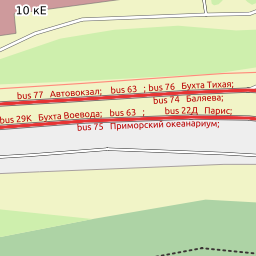 10 кЕ
bus 77 Автовокзал; bus 63 ; bus 76 Бухта Тихая;
bus 74 Баляева;
bus 29К Бухта Воевода; bus 63 ; bus 22Д Парис;
bus 75 Приморский океанариум;